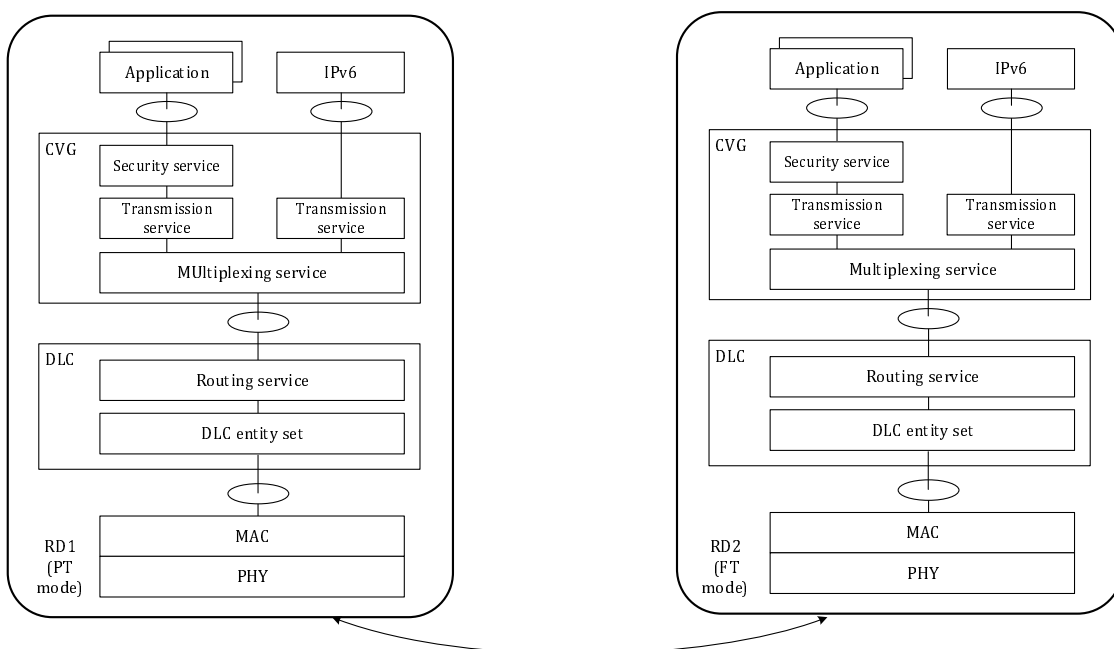 Application
IPv6
CVG
Security service
Transmission
service
Transmission
service
MUltiplexing service
DLC
Routing service
DLC entity set
MAC
RD1
(PT
mode)
PHY
Application
IPv6
CVG
Security service
Transmission
service
Transmission
service
Multiplexing service
DLC
Routing service
DLC entity set
MAC
RD2
(FT
mode)
PHY